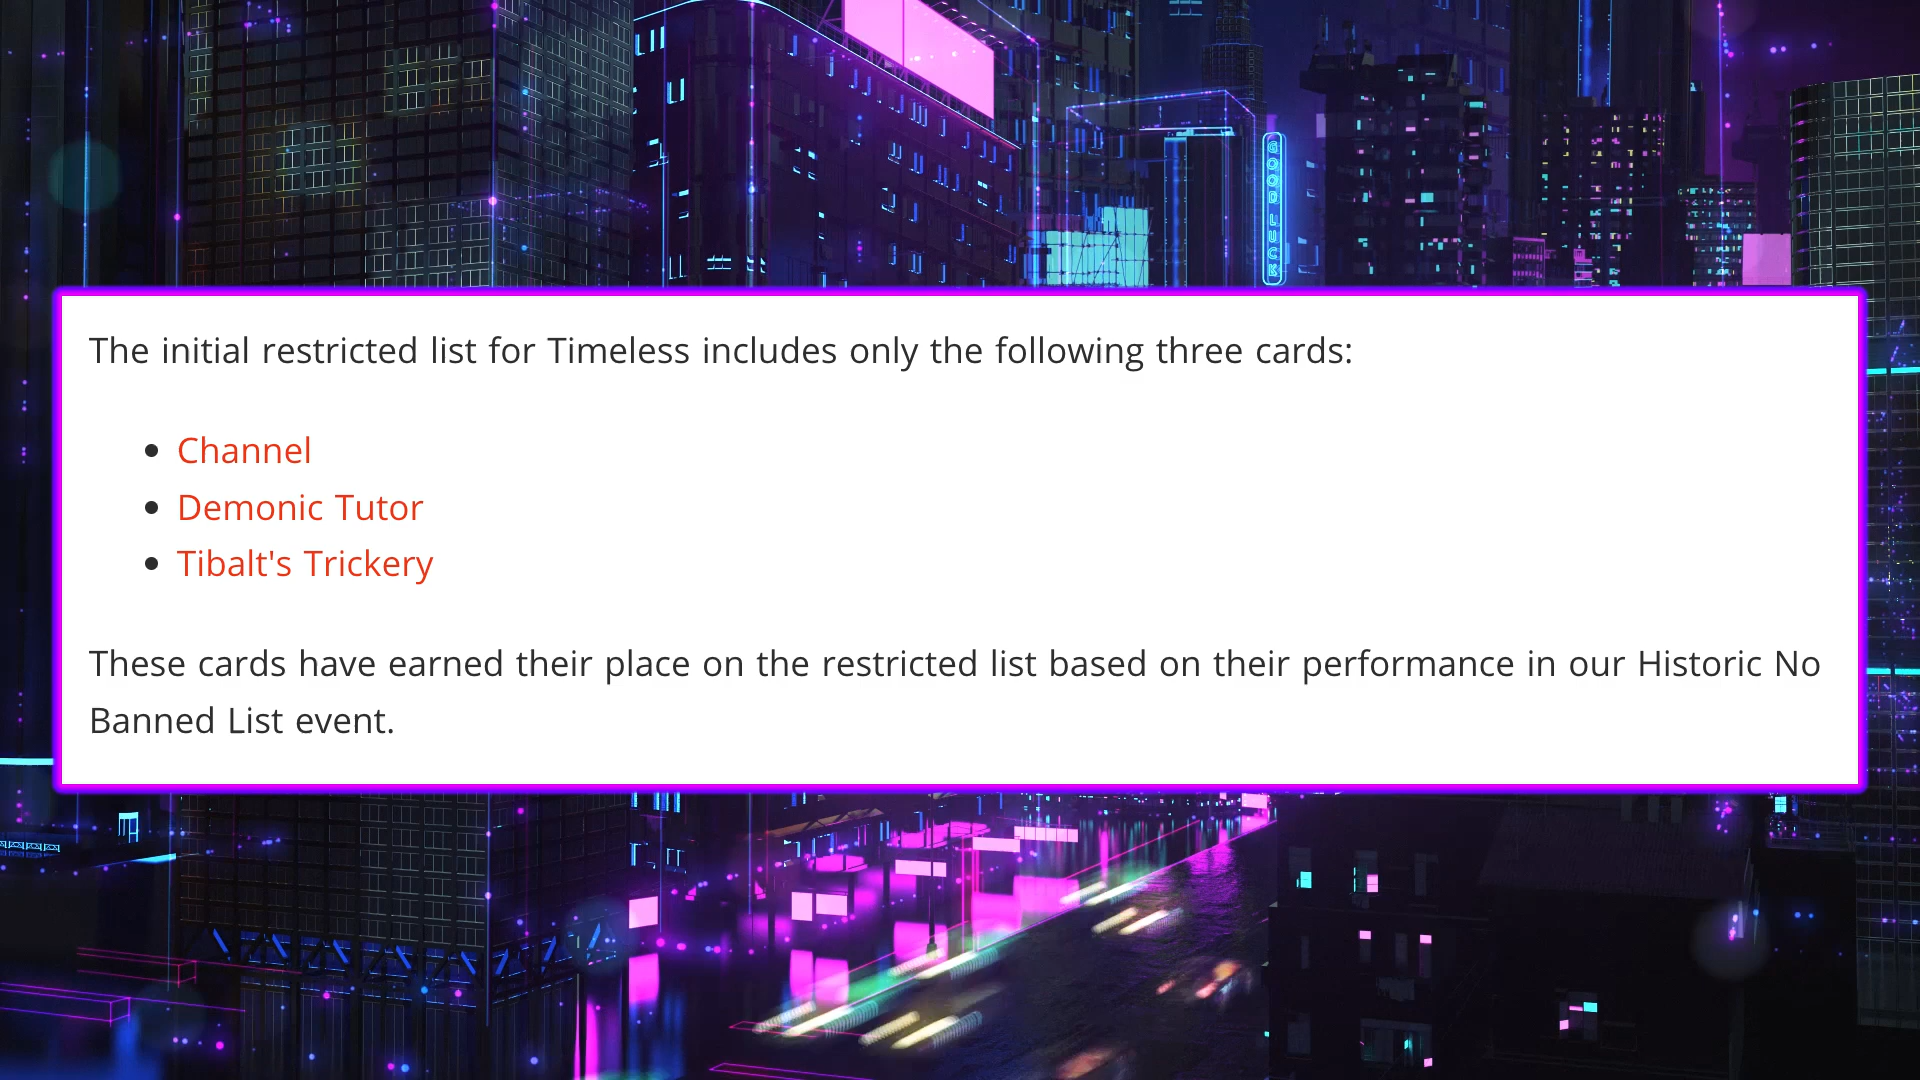 GOOD LUCK
The initial restricted list for Timeless includes only the following three cards:
• Channel
• Demonic Tutor
• Tibalt's Trickery
These cards have earned their place on the restricted list based on their performance in our Historic No
Banned List event.